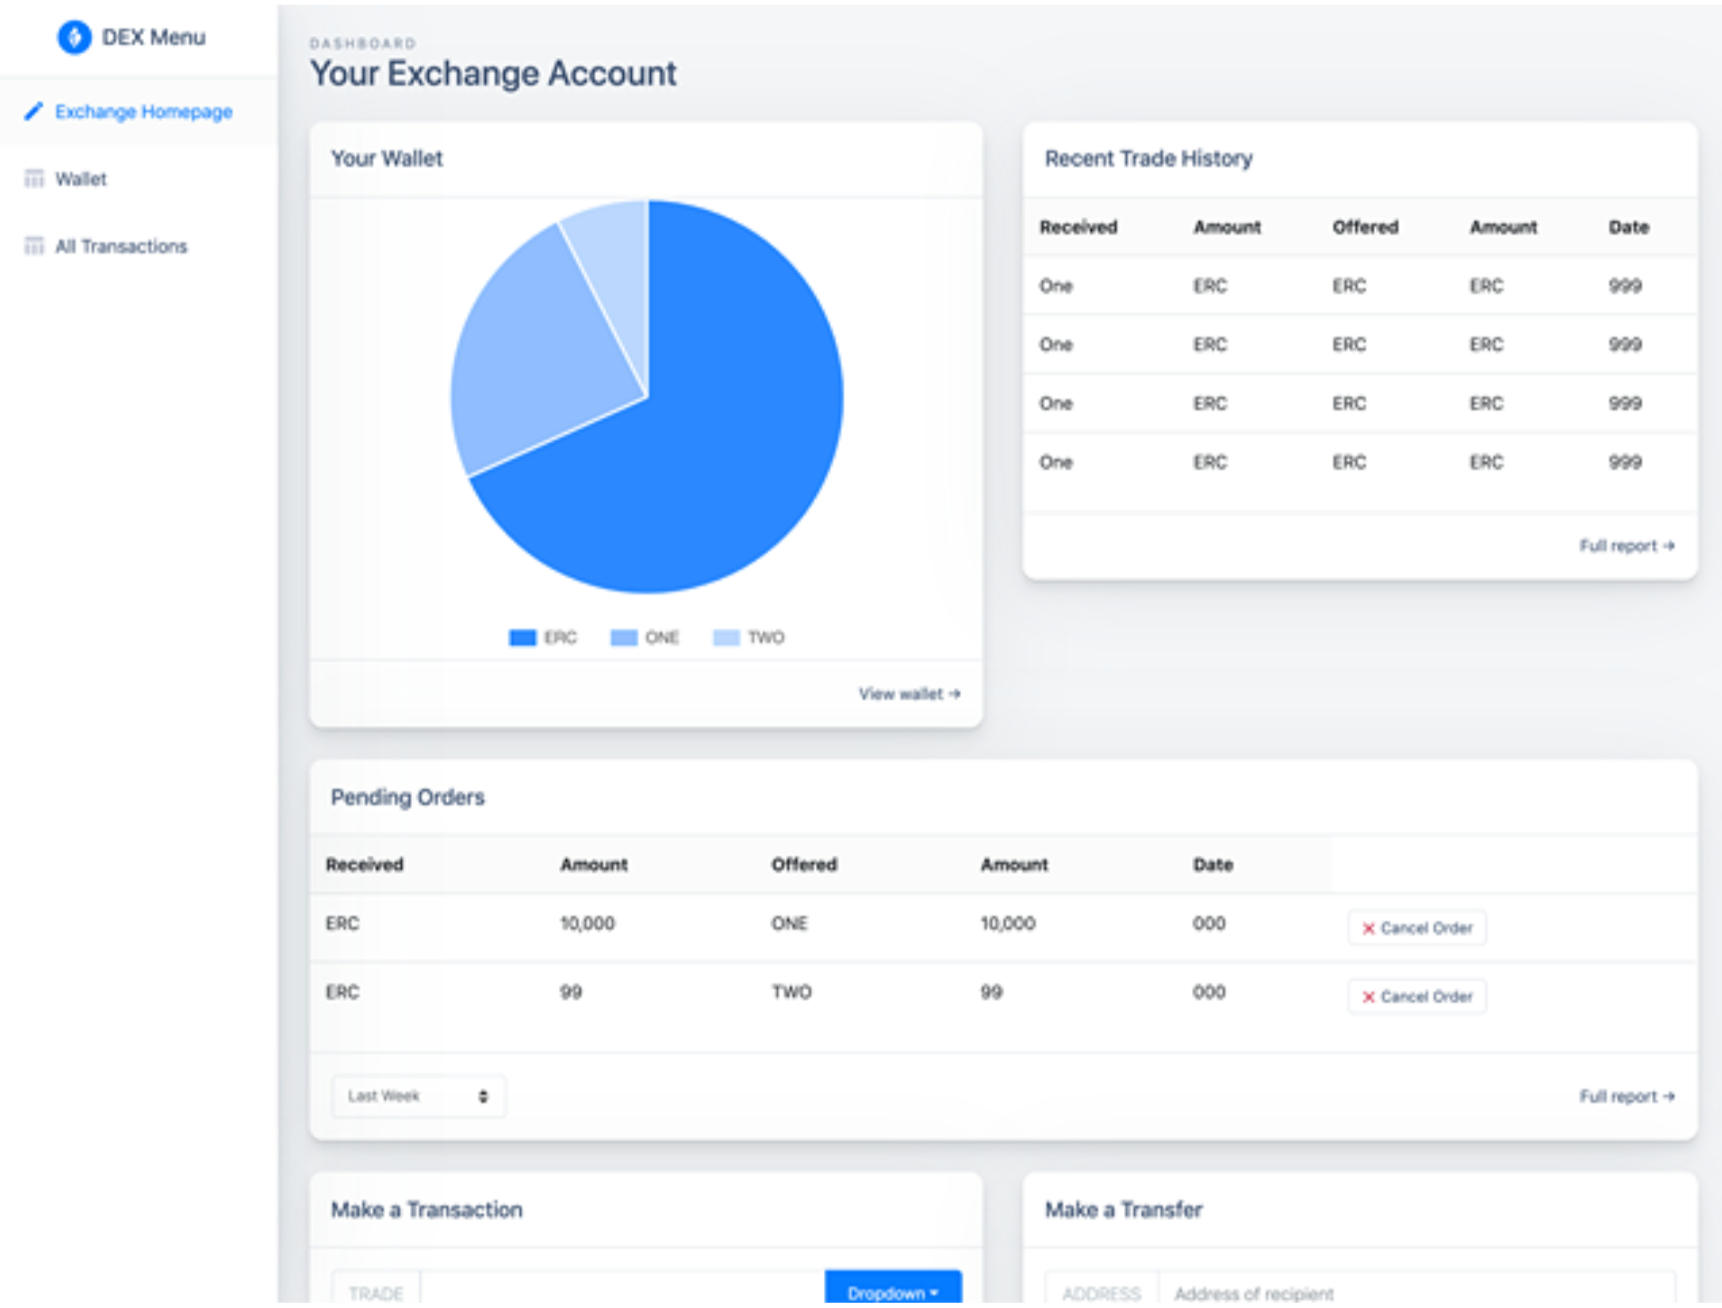 DEX Menu
Exchange Homepage
Wallet
All Transactions
DASHBOARD
Your Exchange Account
Your Wallet
ERC ONE TWO
View wallet →
Recent Trade History
Received Amount Offered Amount Date
One ERC ERC ERC 999
One ERC ERC ERC 999
One ERC ERC ERC 999
One ERC ERC ERC 999
Full report →
Pending Orders
Received Amount Offered Amount Date
ERC 10,000 ONE 10,000 000 × Cancel Order
ERC 99 TWO 99 000 × Cancel Order
Last Week
Full report →
Make a Transaction
TRADE Dropdown
Make a Transfer
ADDRESS Address of recipient